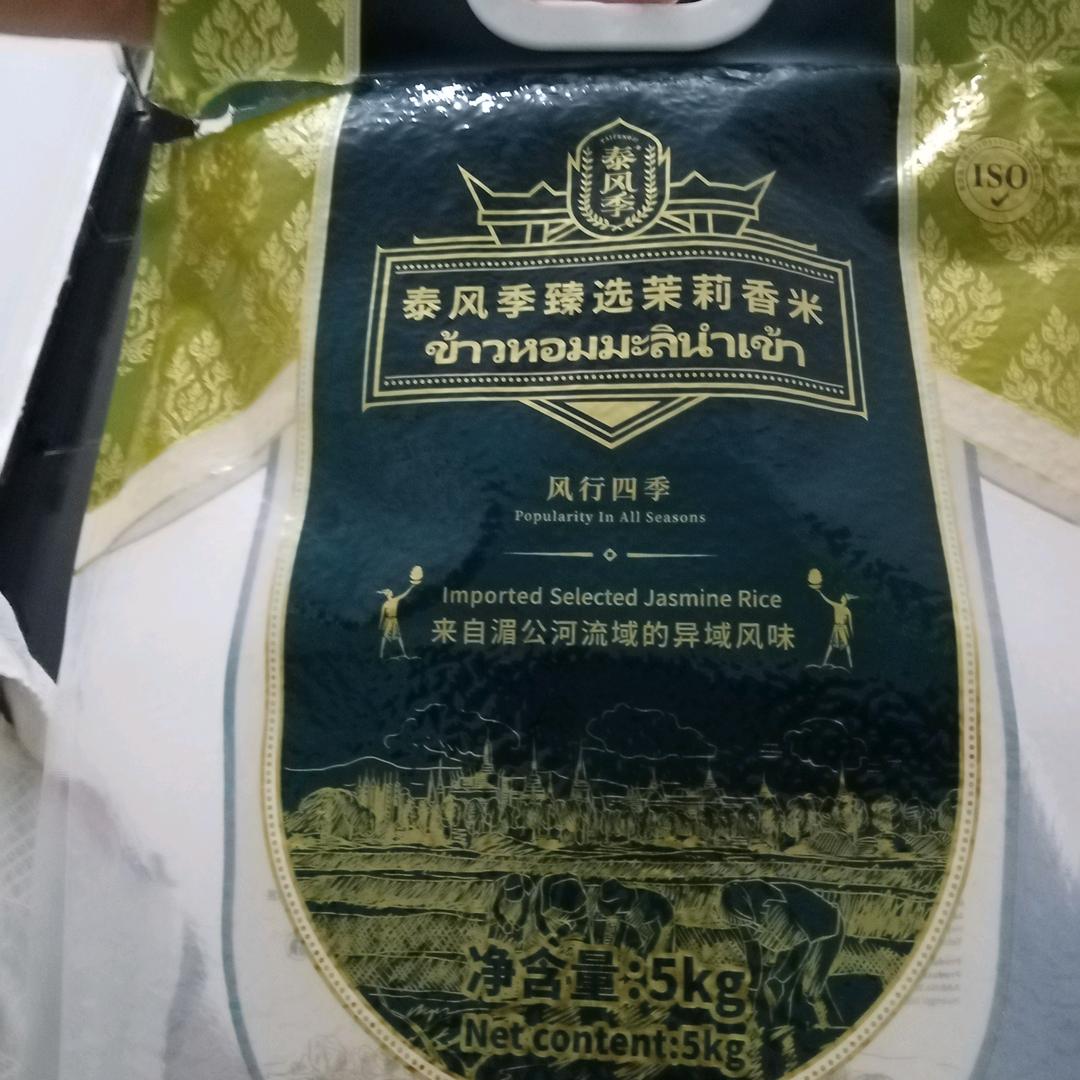 泰风季
ISO
泰风季臻选茉莉香米
ข้าวหอมมะลินำเข้า
风行四季
Popularity In All Seasons
Imported Selected Jasmine Rice
来自湄公河流域的异域风味
净含量:5kg
Net content:5kg